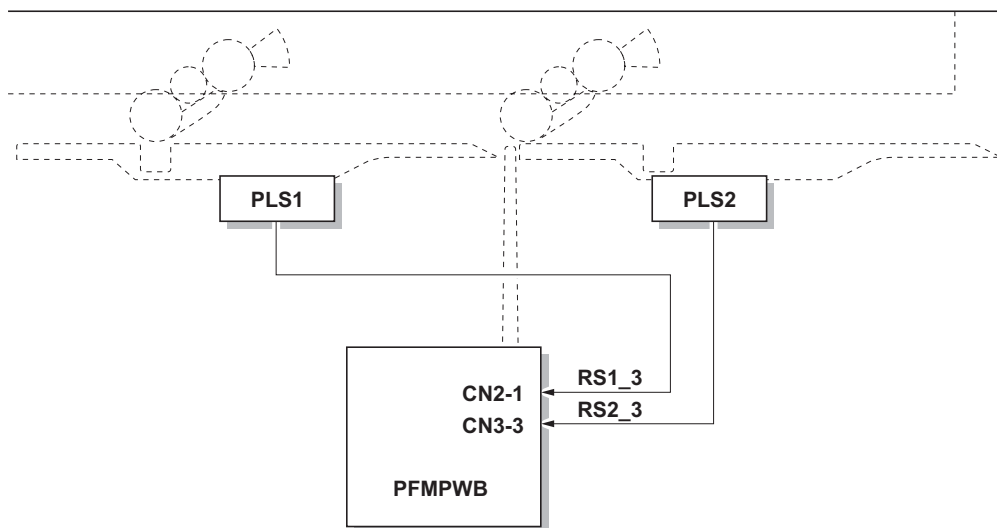 PLS1
PLS2
RS1_3
CN2-1
RS2_3
CN3-3
PFMPWB